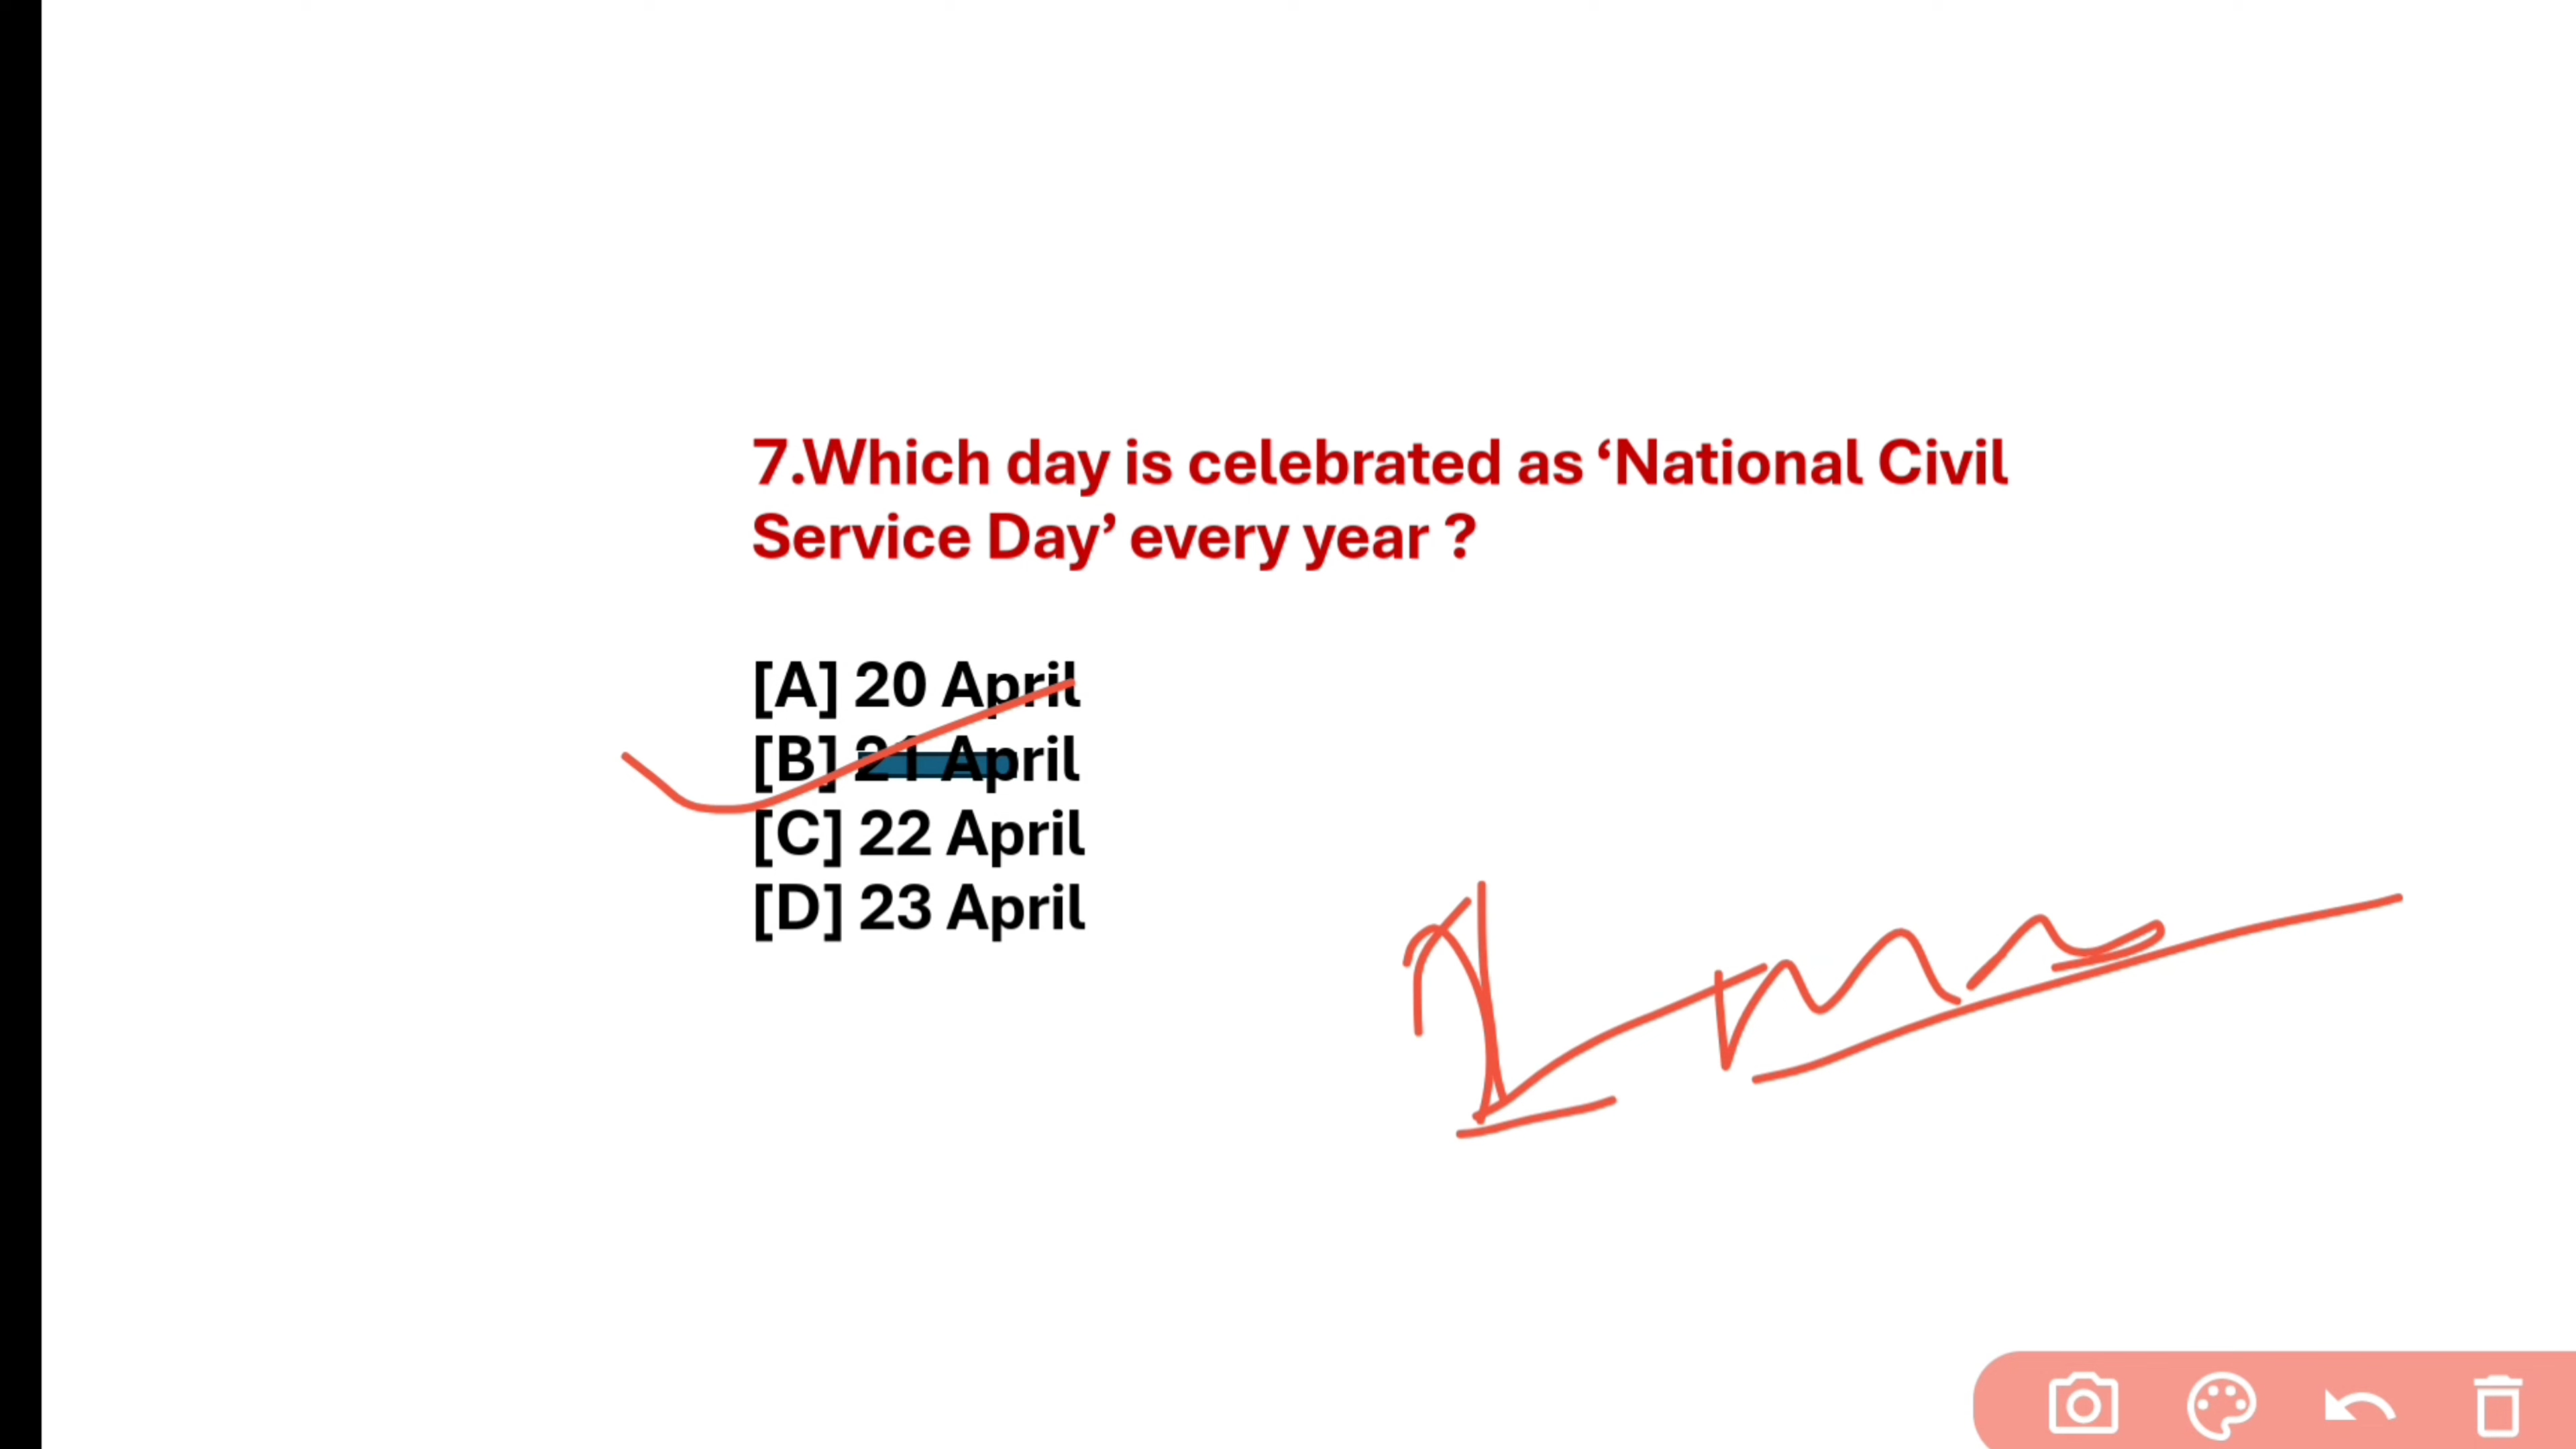 7.Which day is celebrated as ‘National Civil
Service Day’ every year ?
[A] 20 April
[B] 21 April
[C] 22 April
[D] 23 April